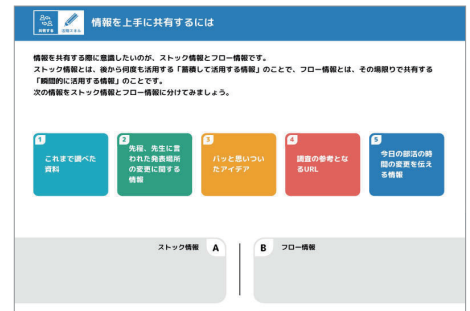 情報を上手に共有するには
情報を共有する際に意識したいのが、ストック情報とフロー情報です。
ストック情報とは、後から何度も活用する「蓄積して活用する情報」のことで、フロー情報とは、その場限りで共有する
「瞬間的に活用する情報」のことです。
次の情報をストック情報とフロー情報に分けてみましょう。
1
これまで調べた
資料
2
先程、先生に言
われた発表場所
の変更に関する
情報
3
パッと思いつい
たアイデア
4
調査の参考とな
るURL
5
今日の部活の時
間の変更を伝え
る情報
ストック情報 A
B フロー情報